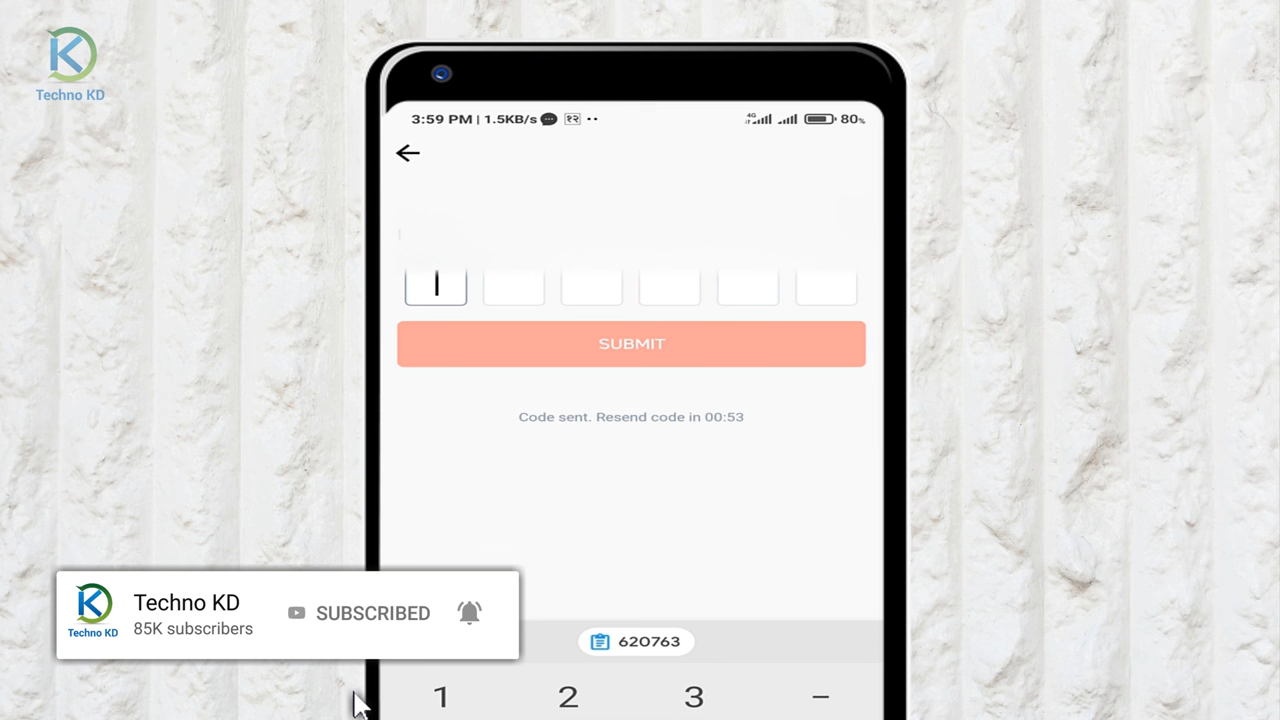 Techno KD
3:59 PM | 1.5KB/s
4G
80%
SUBMIT
Code sent. Resend code in 00:53
Techno KD
85K subscribers
SUBSCRIBED
Techno KD
620763
1 2 3 –